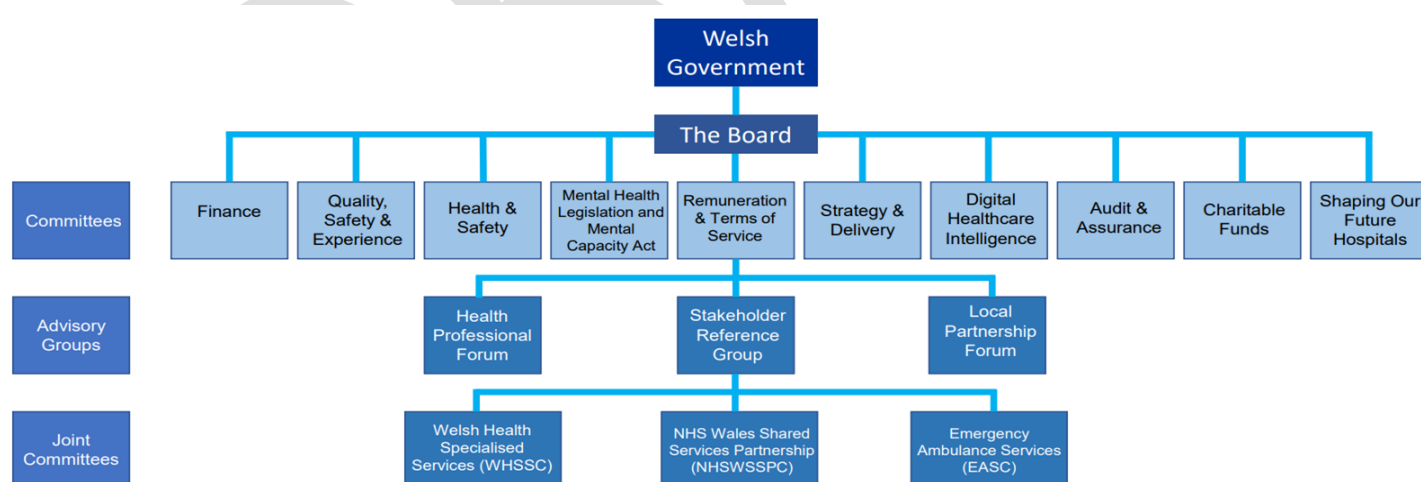 Welsh
Government
The Board
Committees
Finance
Quality,
Safety &
Experience
Health &
Safety
Mental Health
Legislation and
Mental
Capacity Act
Remuneration
& Terms of
Service
Strategy &
Delivery
Digital
Healthcare
Intelligence
Audit &
Assurance
Charitable
Funds
Shaping Our
Future
Hospitals
Advisory
Groups
Health
Professional
Forum
Stakeholder
Reference
Group
Local
Partnership
Forum
Joint
Committees
Welsh Health
Specialised
Services (WHSSC)
NHS Wales Shared
Services Partnership
(NHSWSSPC)
Emergency
Ambulance Services
(EASC)